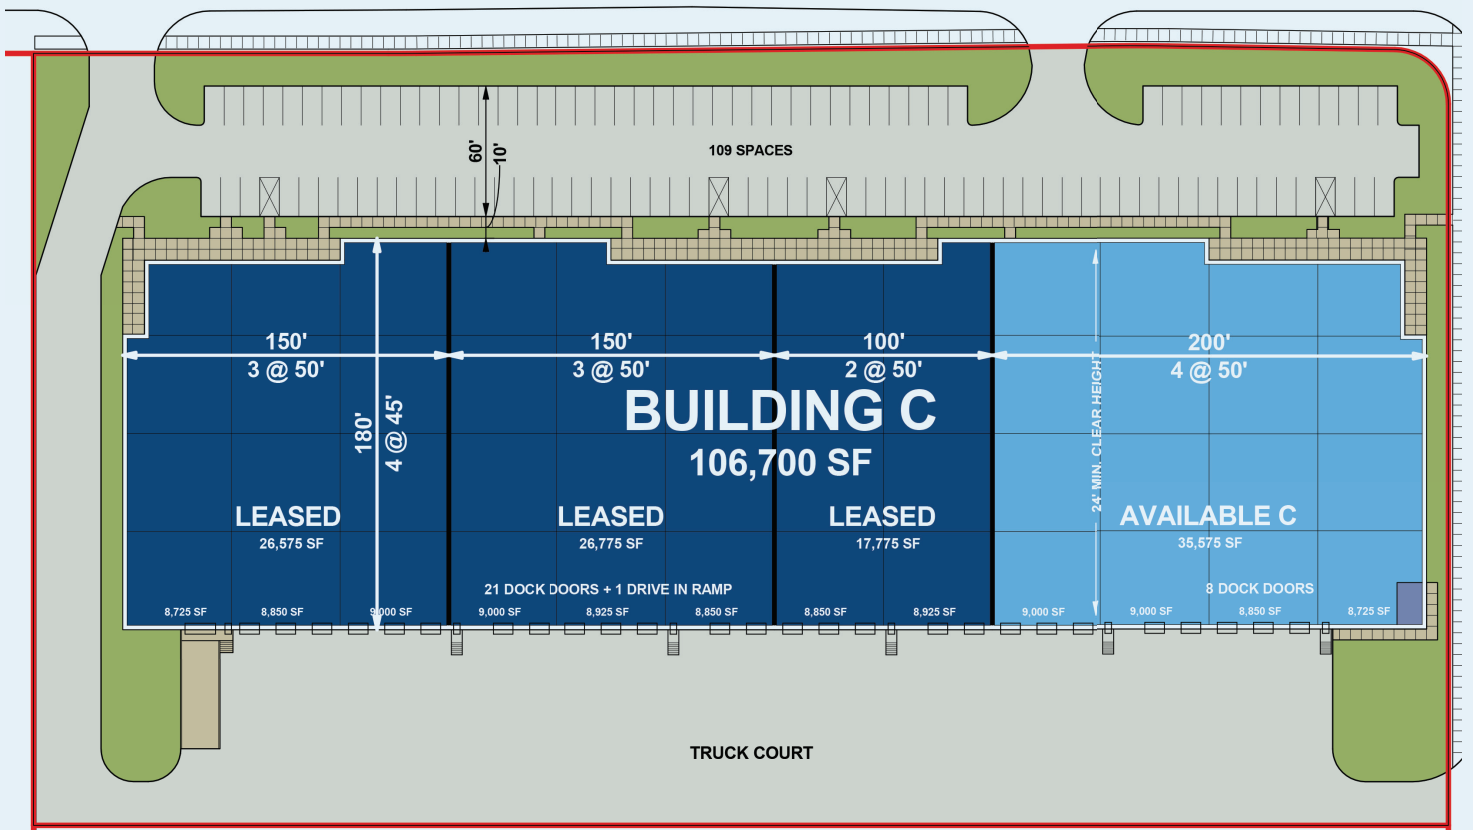 60'
10'
109 SPACES
150'
3 @ 50'
150'
3 @ 50'
100'
2 @ 50'
200'
4 @ 50'
180'
4 @ 45'
24' MIN. CLEAR HEIGHT
BUILDING C
106,700 SF
LEASED
26,575 SF
LEASED
26,775 SF
LEASED
17,775 SF
AVAILABLE C
35,575 SF
21 DOCK DOORS + 1 DRIVE IN RAMP
8 DOCK DOORS
8,725 SF
8,850 SF
9,000 SF
9,000 SF
8,925 SF
8,850 SF
8,850 SF
8,925 SF
9,000 SF
9,000 SF
8,850 SF
8,725 SF
TRUCK COURT